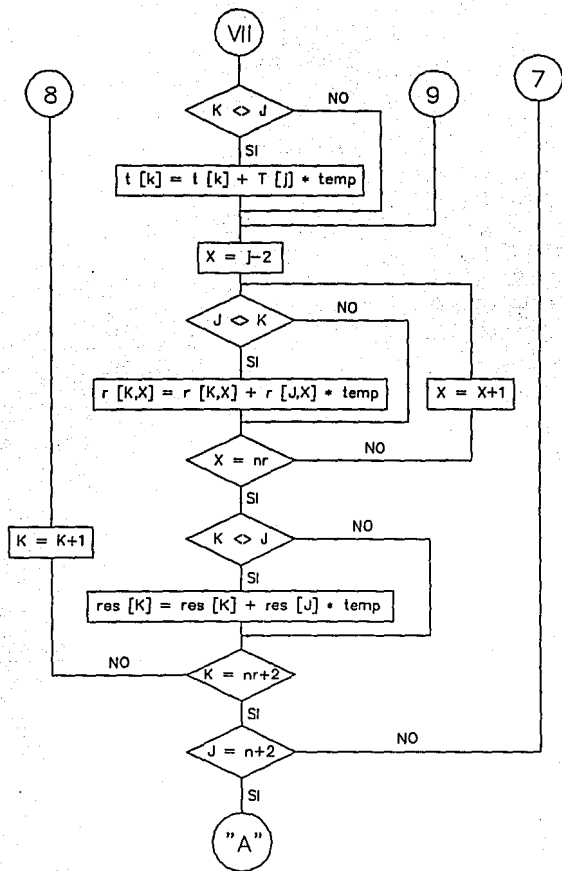 VII
8
9
7
K <> J
NO
SI
t [k] = t [k] + T [j] * temp
X = j-2
J <> K
NO
SI
r [K,X] = r [K,X] + r [J,X] * temp
X = X+1
X = nr
NO
SI
K <> J
NO
K = K+1
SI
res [K] = res [K] + res [J] * temp
NO
K = nr+2
SI
J = n+2
NO
SI
"A"